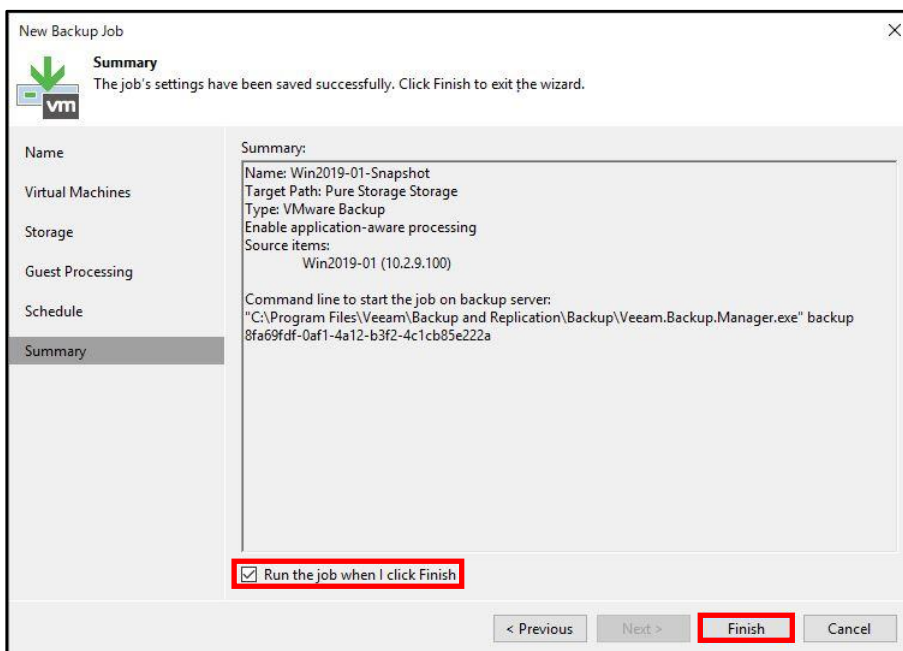 New Backup Job
Summary
The job's settings have been saved successfully. Click Finish to exit the wizard.
vm
Name
Virtual Machines
Storage
Guest Processing
Schedule
Summary
Summary:
Name: Win2019-01-Snapshot
Target Path: Pure Storage Storage
Type: VMware Backup
Enable application-aware processing
Source items:
Win2019-01 (10.2.9.100)
Command line to start the job on backup server:
"C:\Program Files\Veeam\Backup and Replication\Backup\Veeam.Backup.Manager.exe" backup
8fa69fdf-0af1-4a12-b3f2-4c1cb85e222a
Run the job when I click Finish
< Previous
Next >
Finish
Cancel